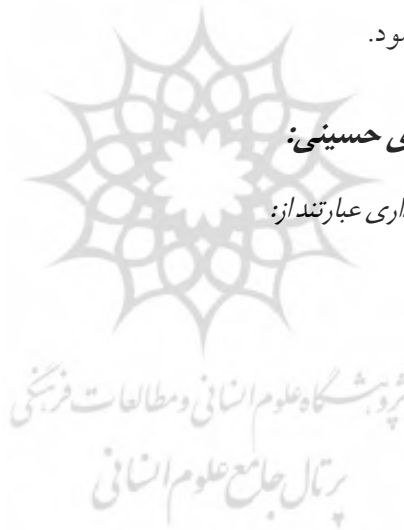 ود.
ی حسینی:
اری عبارتند از:
پژوهشگاه علوم انسانی و مطالعات فرهنگی
پرتال جامع علوم انسانی